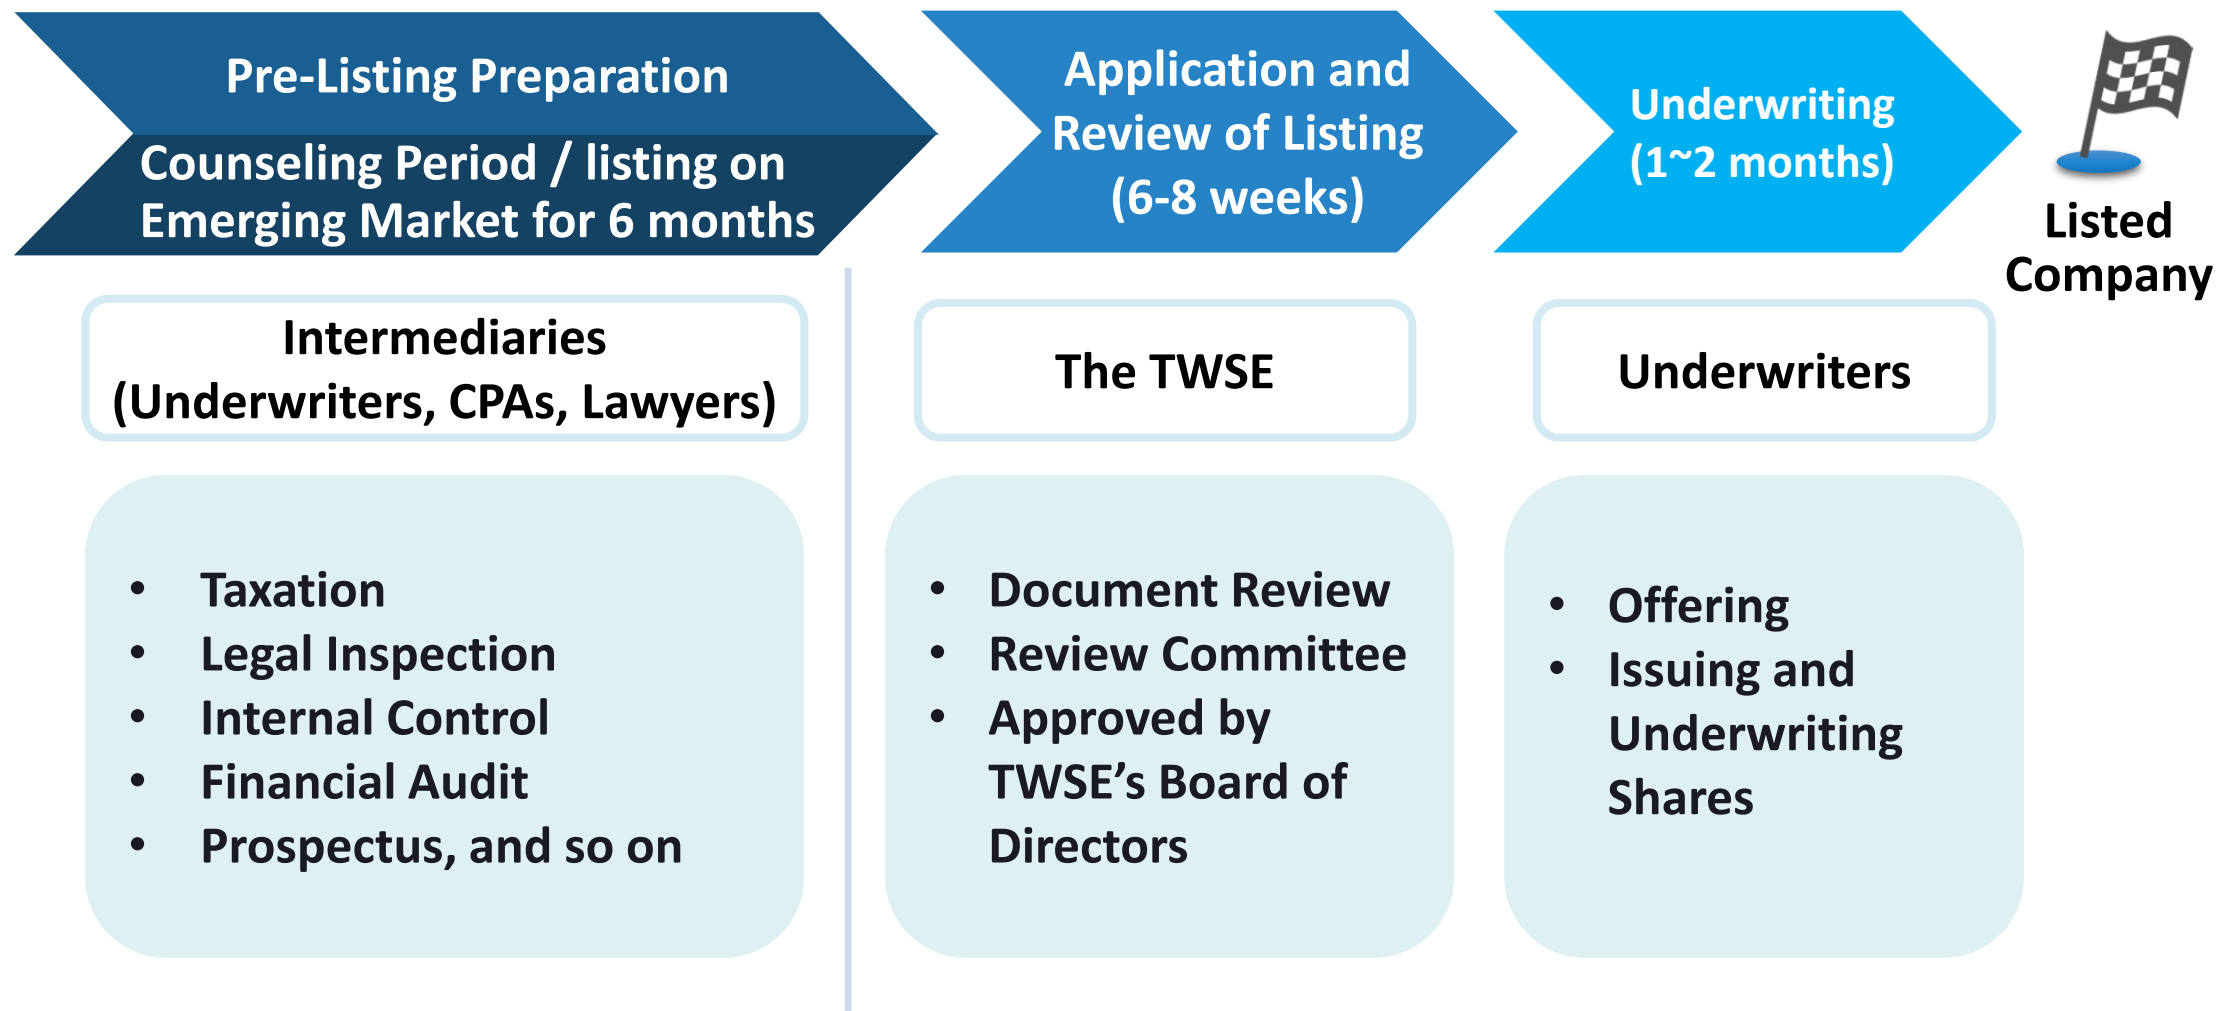 Pre-Listing Preparation
Counseling Period / listing on
Emerging Market for 6 months
Application and
Review of Listing
(6-8 weeks)
Underwriting
(1~2 months)
Listed
Company
Intermediaries
(Underwriters, CPAs, Lawyers)
The TWSE
Underwriters
• Taxation
• Legal Inspection
• Internal Control
• Financial Audit
• Prospectus, and so on
• Document Review
• Review Committee
• Approved by
TWSE’s Board of
Directors
• Offering
• Issuing and
Underwriting
Shares